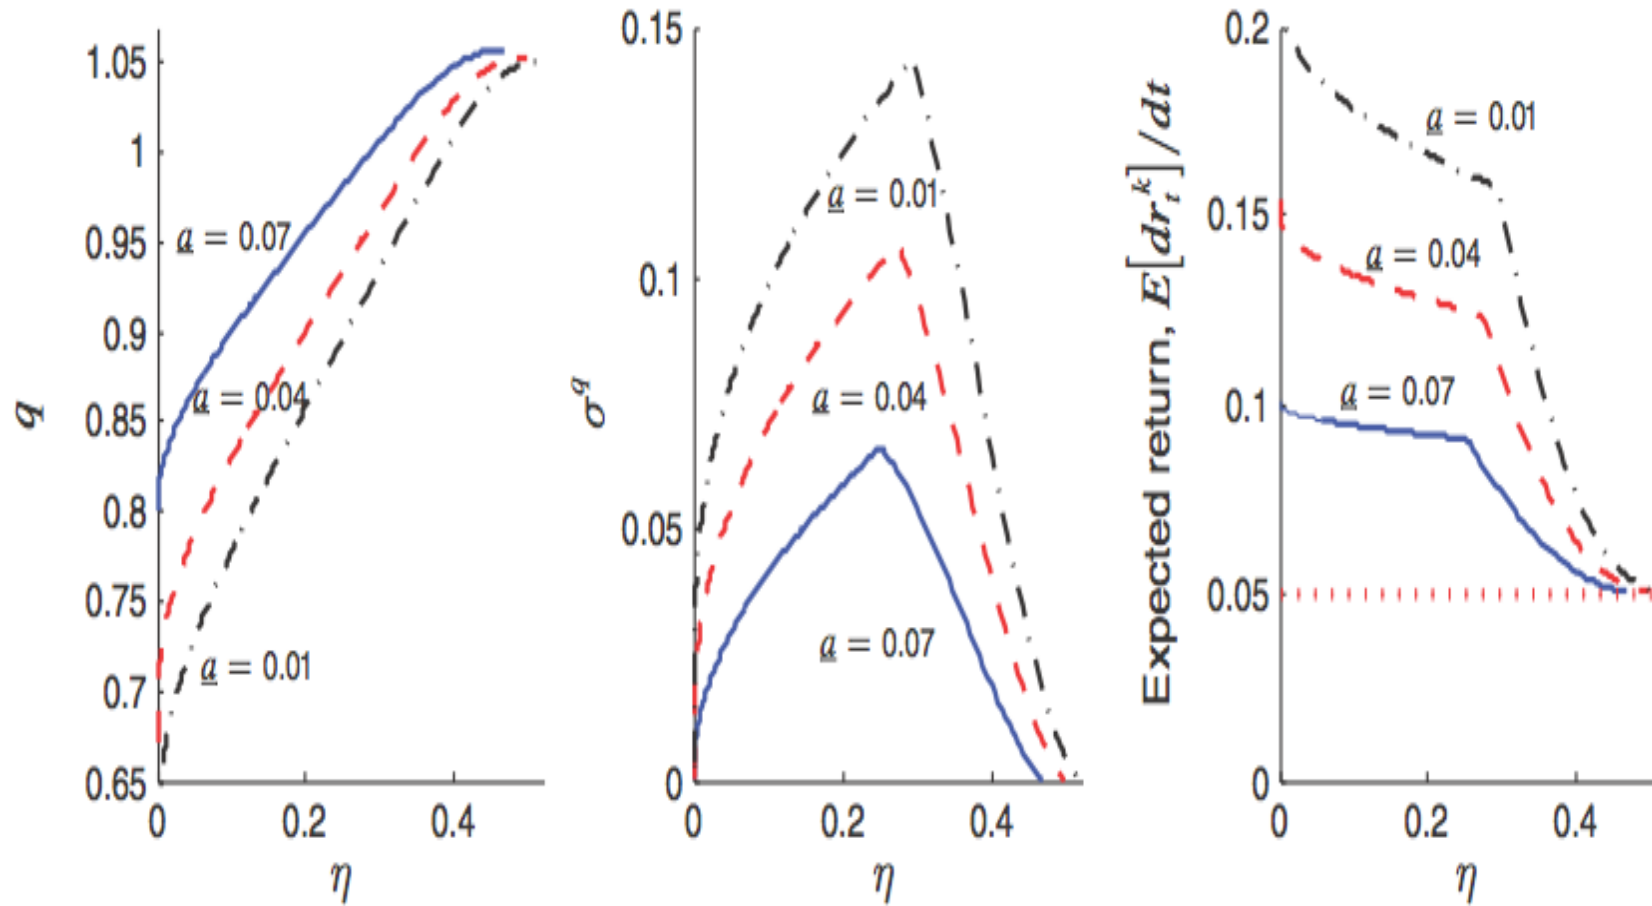 q
1.05
1
0.95
0.9
0.85
0.8
0.75
0.7
0.65
0 0.2 0.4
η
a = 0.07
a = 0.04
a = 0.01
σ^q
0.15
0.1
0.05
0
0 0.2 0.4
η
a = 0.01
a = 0.04
a = 0.07
Expected return, E[dr_t^k]/dt
0.2
0.15
0.1
0.05
0
0 0.2 0.4
η
a = 0.01
a = 0.04
a = 0.07